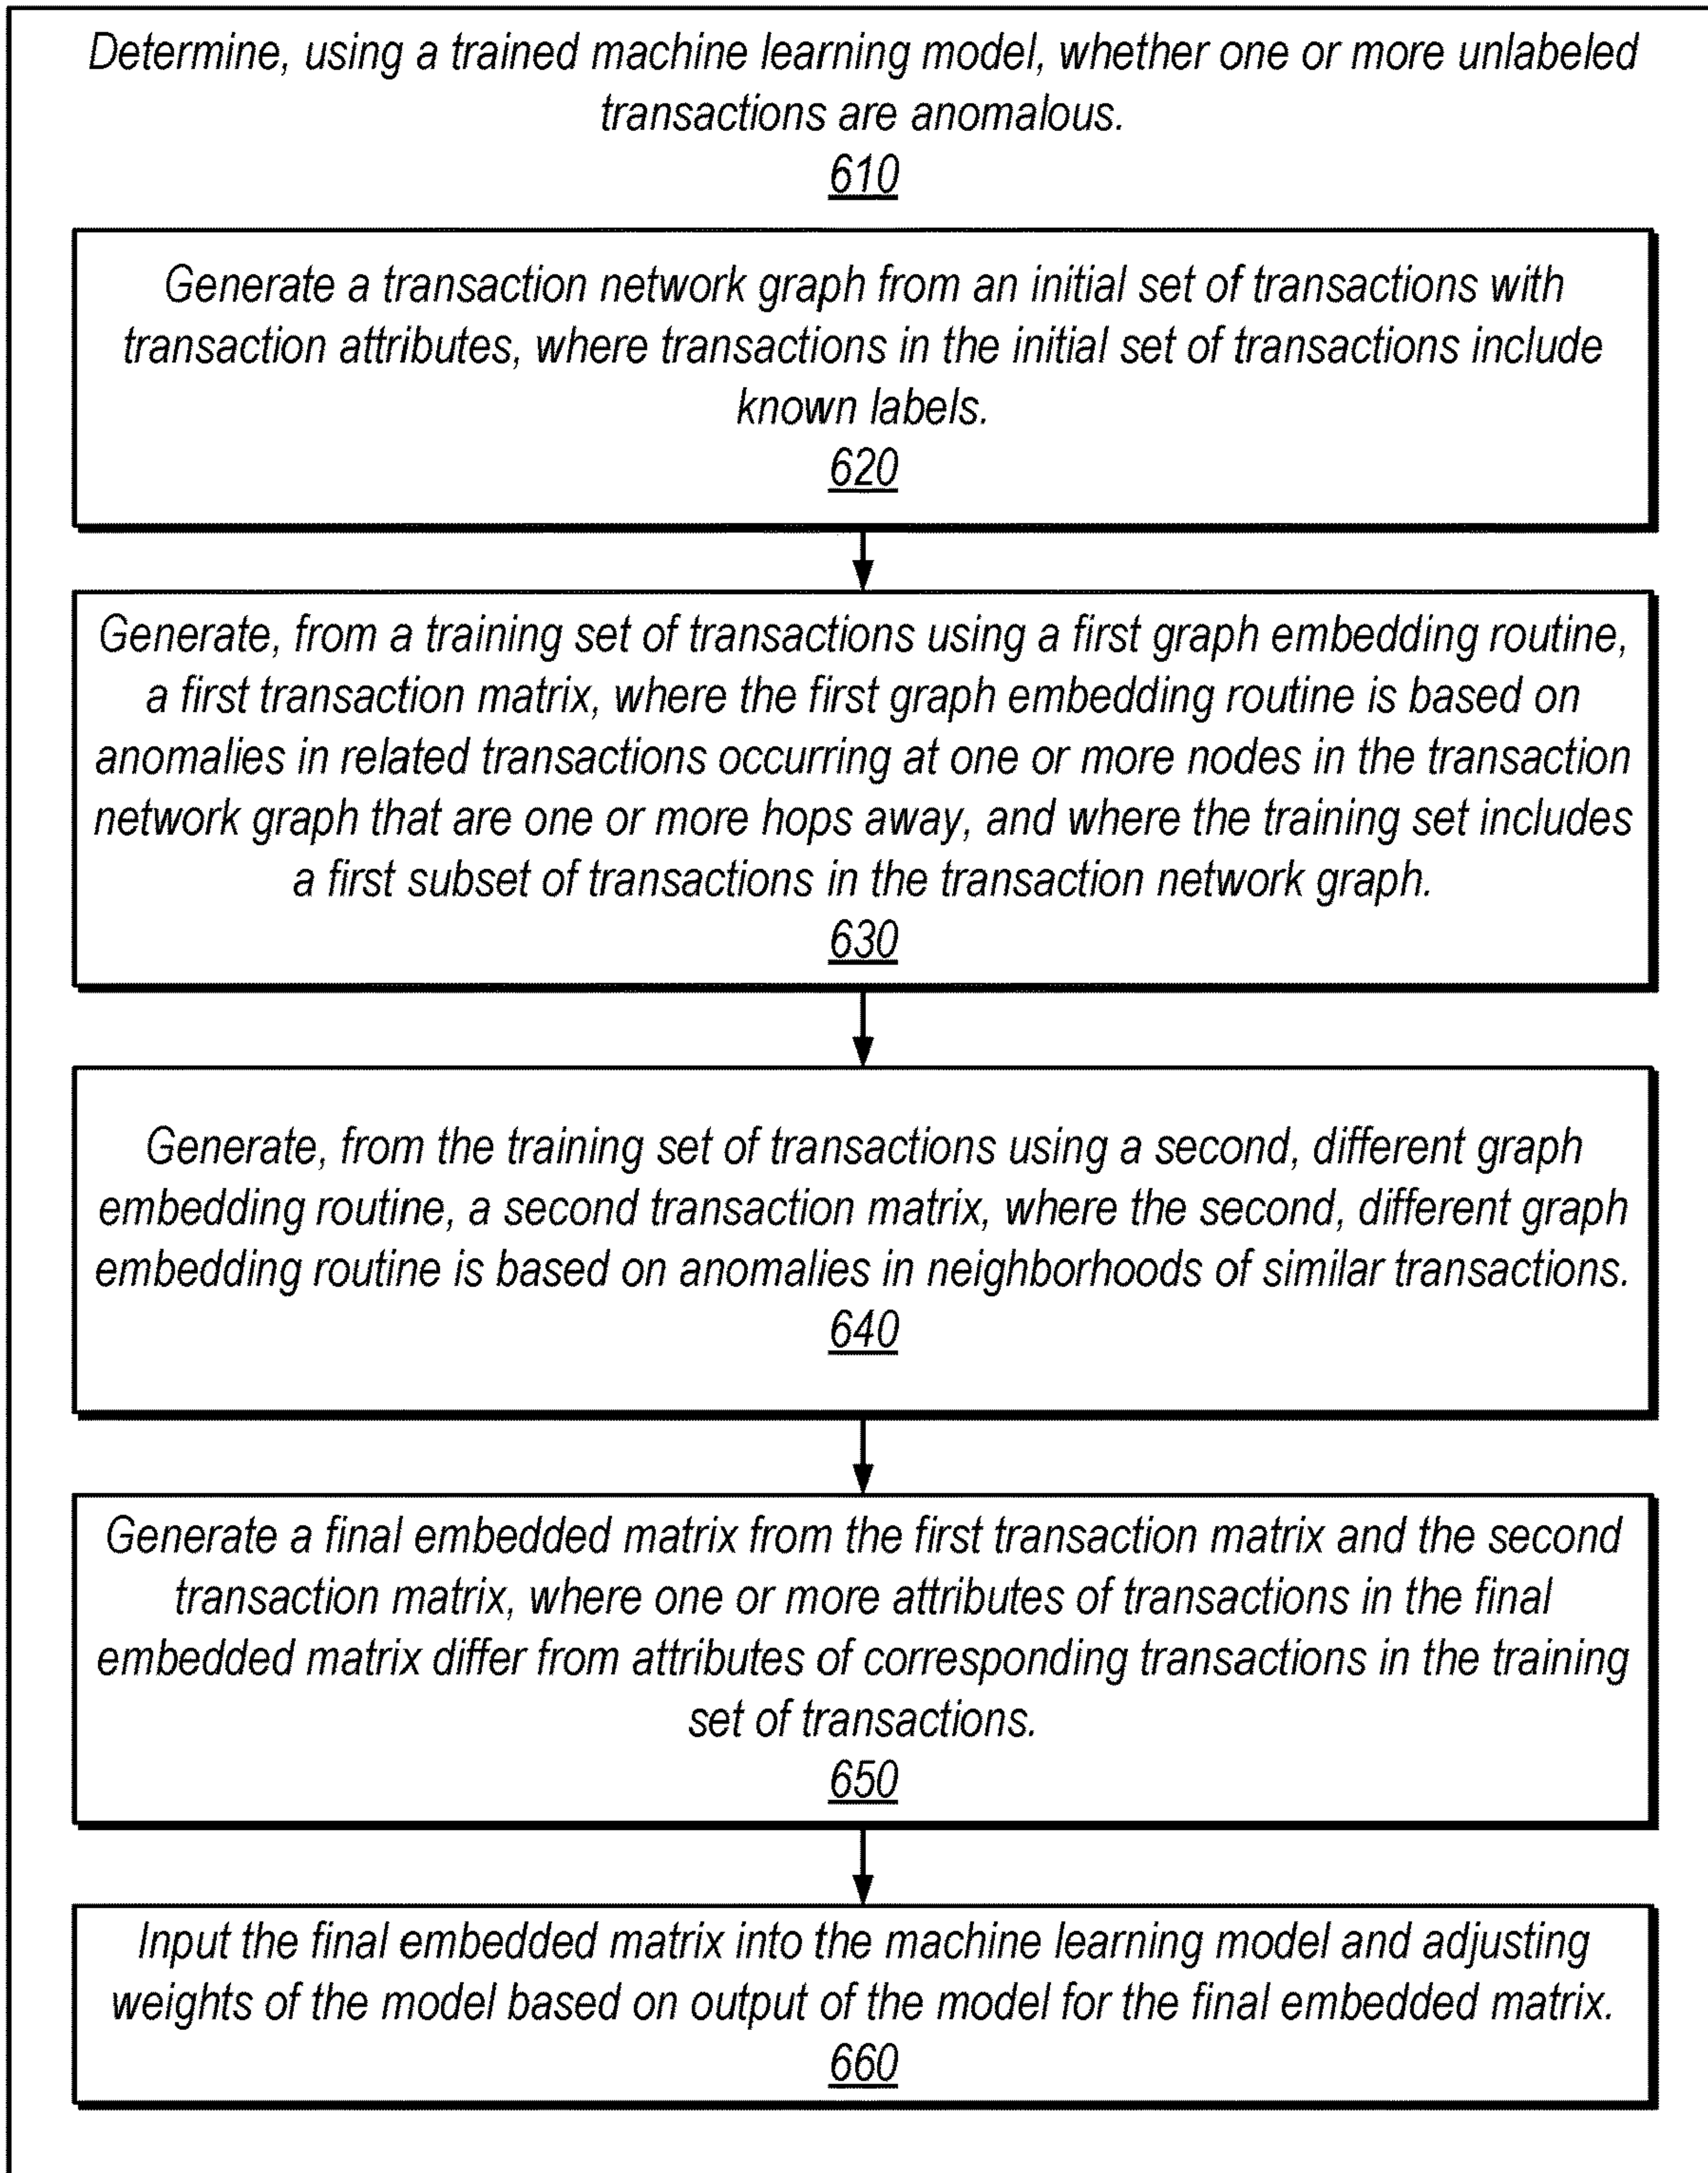 Determine, using a trained machine learning model, whether one or more unlabeled
transactions are anomalous.
610
Generate a transaction network graph from an initial set of transactions with
transaction attributes, where transactions in the initial set of transactions include
known labels.
620
Generate, from a training set of transactions using a first graph embedding routine,
a first transaction matrix, where the first graph embedding routine is based on
anomalies in related transactions occurring at one or more nodes in the transaction
network graph that are one or more hops away, and where the training set includes
a first subset of transactions in the transaction network graph.
630
Generate, from the training set of transactions using a second, different graph
embedding routine, a second transaction matrix, where the second, different graph
embedding routine is based on anomalies in neighborhoods of similar transactions.
640
Generate a final embedded matrix from the first transaction matrix and the second
transaction matrix, where one or more attributes of transactions in the final
embedded matrix differ from attributes of corresponding transactions in the training
set of transactions.
650
Input the final embedded matrix into the machine learning model and adjusting
weights of the model based on output of the model for the final embedded matrix.
660